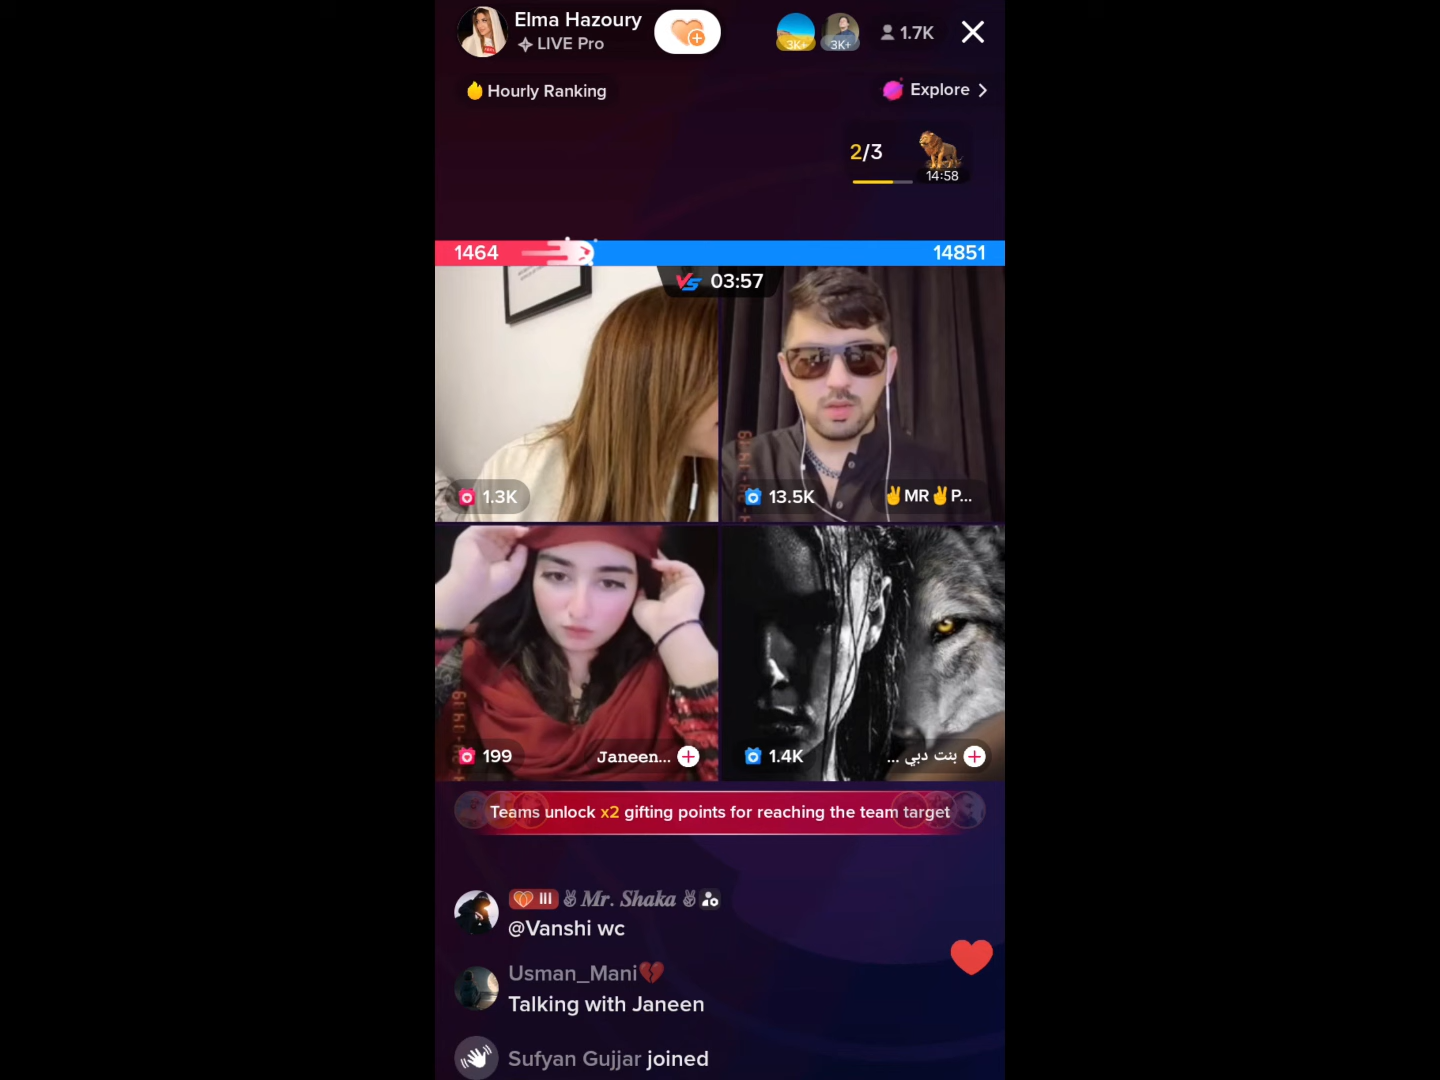 Elma Hazoury
LIVE Pro
3K+
3K+
1.7K
Hourly Ranking
Explore
2/3
14:58
1464
14851
VS 03:57
1.3K
13.5K
✌️MR✌️P...
199
Janeen...
1.4K
بنت دبي ...
Teams unlock x2 gifting points for reaching the team target
III ✌ Mr. Shaka ✌
@Vanshi wc
Usman_Mani💔
Talking with Janeen
Sufyan Gujjar joined